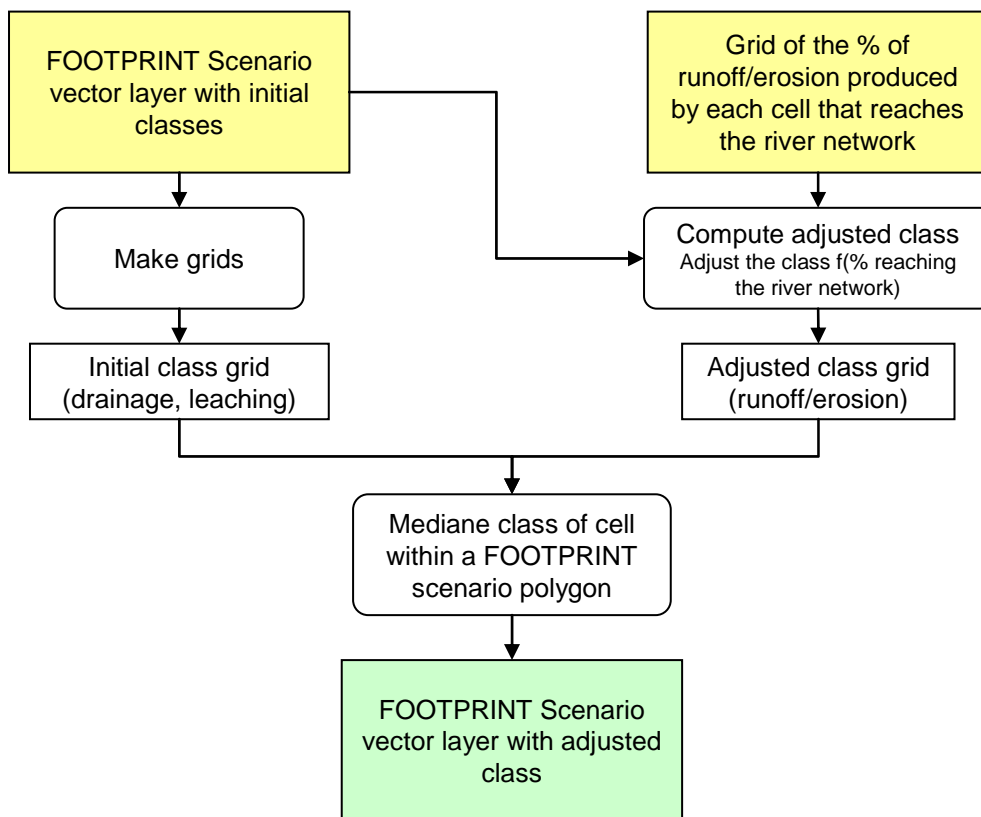 FOOTPRINT Scenario
vector layer with initial
classes
Grid of the % of
runoff/erosion produced
by each cell that reaches
the river network
Make grids
Compute adjusted class
Adjust the class f(% reaching
the river network)
Initial class grid
(drainage, leaching)
Adjusted class grid
(runoff/erosion)
Mediane class of cell
within a FOOTPRINT
scenario polygon
FOOTPRINT Scenario
vector layer with adjusted
class